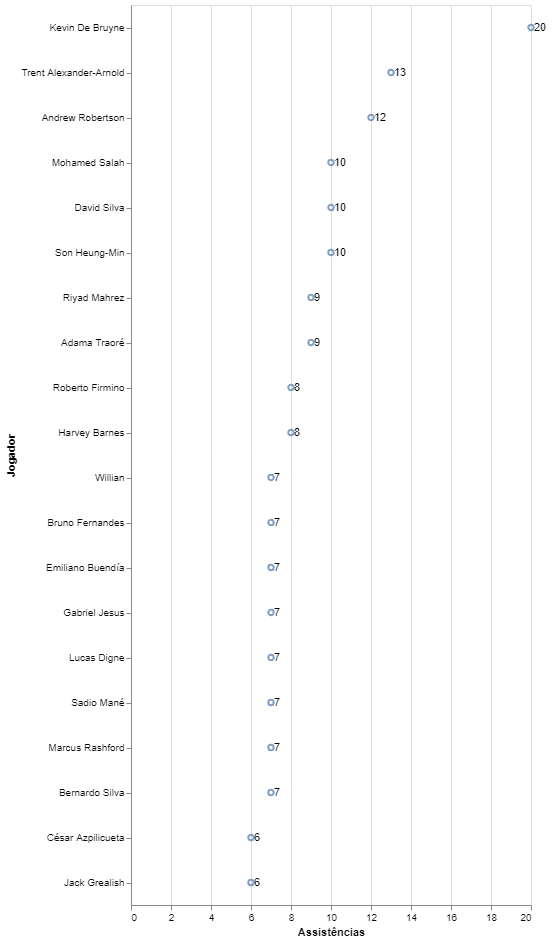 Kevin De Bruyne 20
Trent Alexander-Arnold 13
Andrew Robertson 12
Mohamed Salah 10
David Silva 10
Son Heung-Min 10
Riyad Mahrez 9
Adama Traoré 9
Roberto Firmino 8
Harvey Barnes 8
Jogador
Willian 7
Bruno Fernandes 7
Emiliano Buendía 7
Gabriel Jesus 7
Lucas Digne 7
Sadio Mané 7
Marcus Rashford 7
Bernardo Silva 7
César Azpilicueta 6
Jack Grealish 6
0 2 4 6 8 10 12 14 16 18 20
Assistências